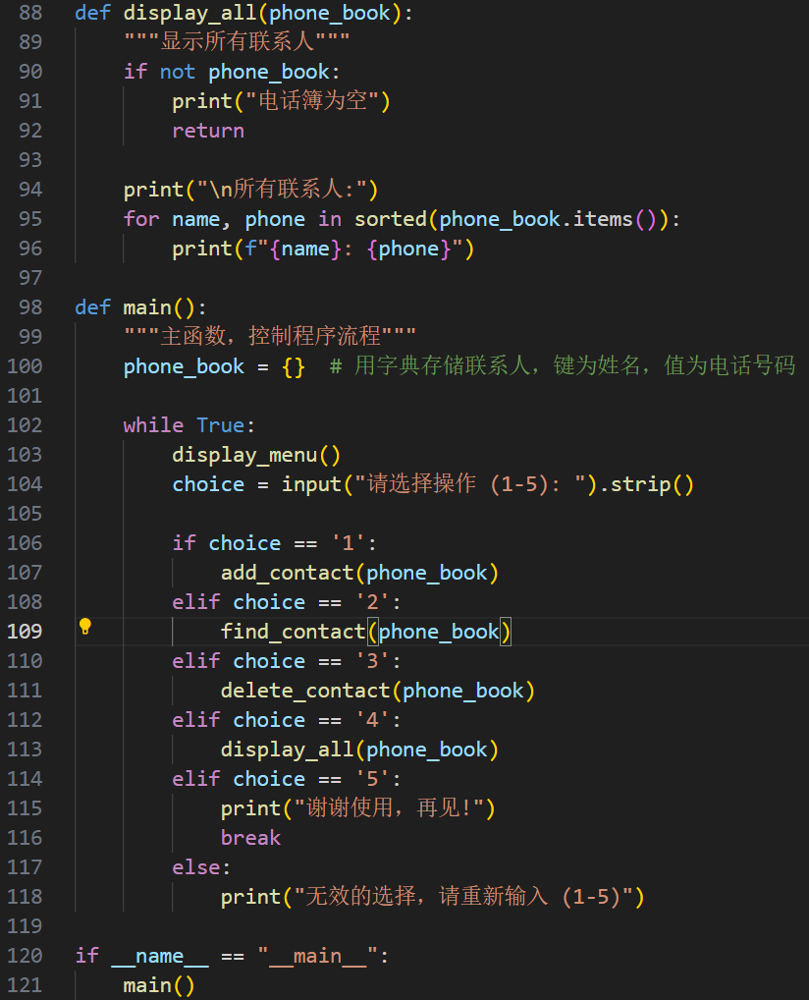 88 def display_all(phone_book):
89     """显示所有联系人"""
90     if not phone_book:
91         print("电话簿为空")
92         return
93
94     print("\n所有联系人:")
95     for name, phone in sorted(phone_book.items()):
96         print(f"{name}: {phone}")
97
98 def main():
99     """主函数，控制程序流程"""
100     phone_book = {}  # 用字典存储联系人，键为姓名，值为电话号码
101
102     while True:
103         display_menu()
104         choice = input("请选择操作 (1-5): ").strip()
105
106         if choice == '1':
107             add_contact(phone_book)
108         elif choice == '2':
109             find_contact(phone_book)
110         elif choice == '3':
111             delete_contact(phone_book)
112         elif choice == '4':
113             display_all(phone_book)
114         elif choice == '5':
115             print("谢谢使用，再见!")
116             break
117         else:
118             print("无效的选择，请重新输入 (1-5)")
119
120 if __name__ == "__main__":
121     main()